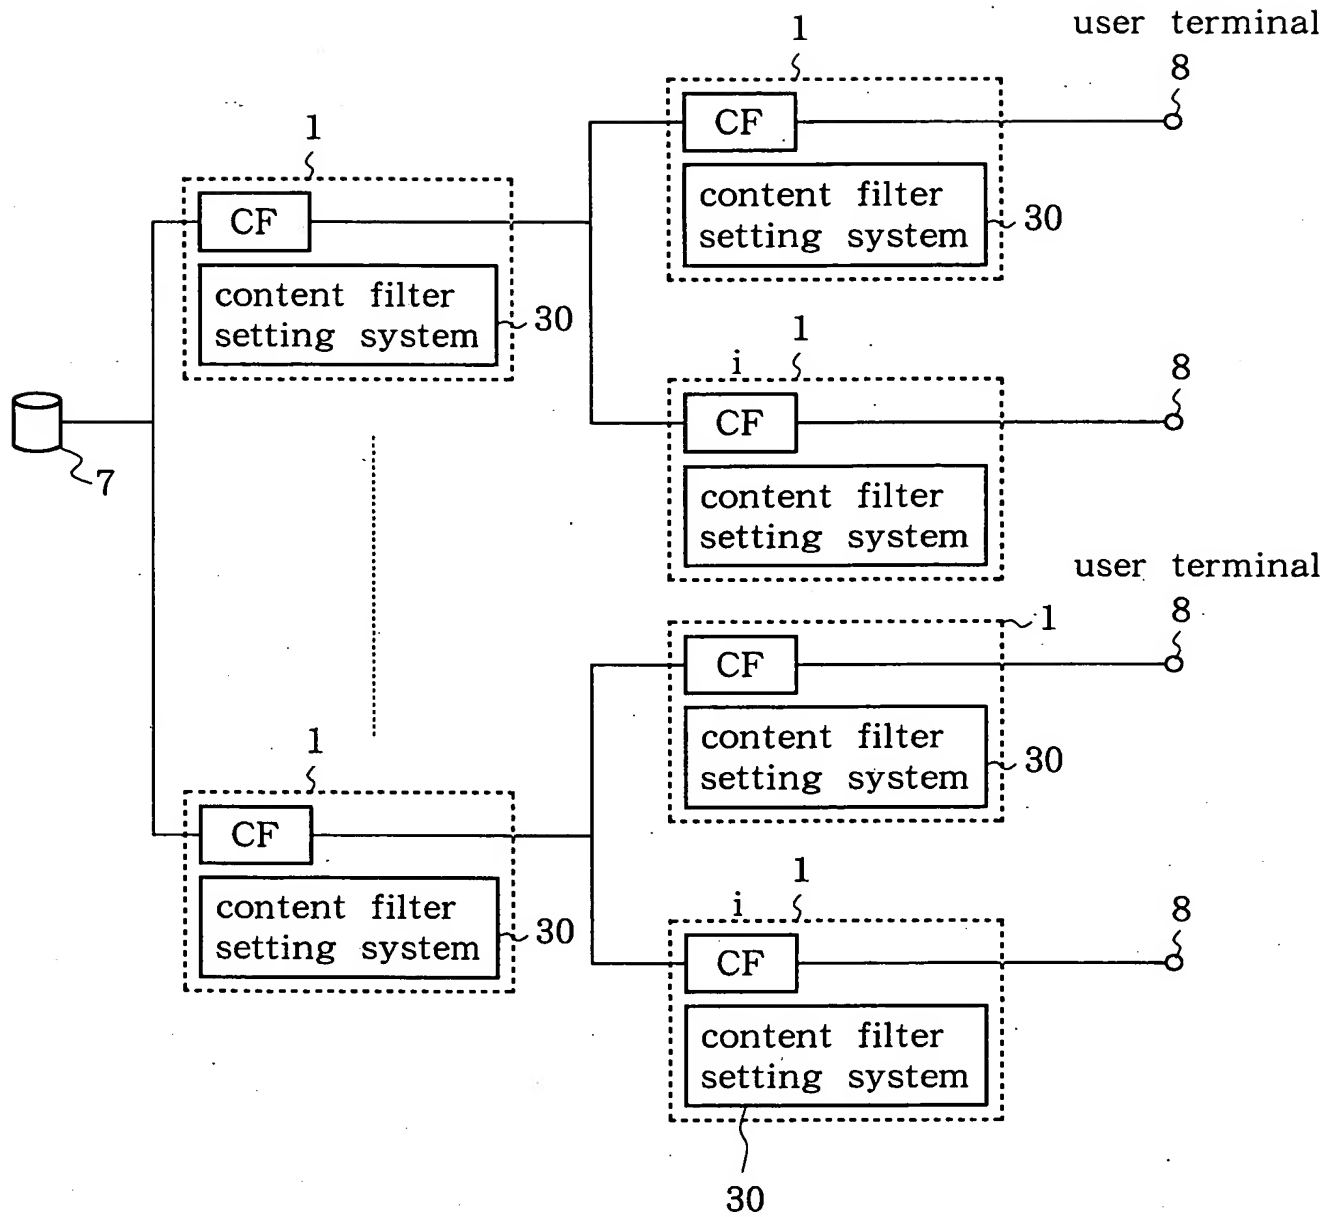 user terminal
1
8
CF
content filter
setting system
30
1
CF
content filter
setting system
30
i
1
8
CF
content filter
setting system
7
user terminal
8
1
CF
content filter
setting system
30
1
CF
content filter
setting system
30
i
1
8
CF
content filter
setting system
30